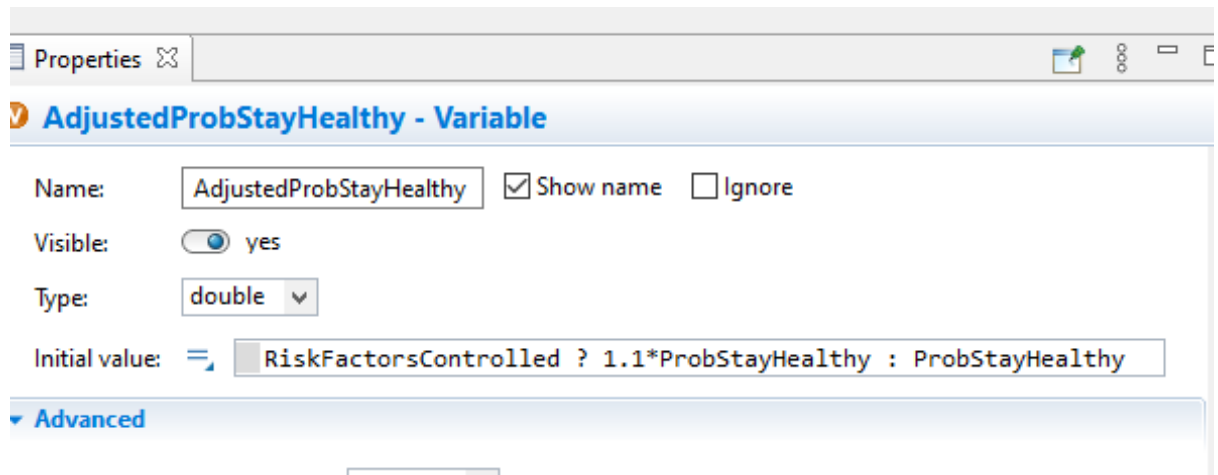 Properties
AdjustedProbStayHealthy - Variable
Name: AdjustedProbStayHealthy Show name Ignore
Visible: yes
Type: double
Initial value: RiskFactorsControlled ? 1.1*ProbStayHealthy : ProbStayHealthy
Advanced